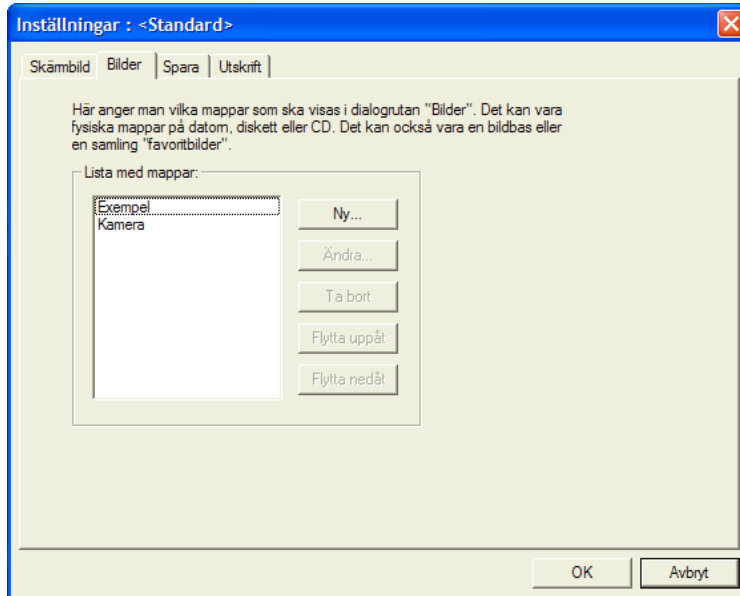 Inställningar : <Standard>
Skärmbild Bilder Spara Utskrift
Här anger man vilka mappar som ska visas i dialogrutan "Bilder". Det kan vara
fysiska mappar på datorn, diskett eller CD. Det kan också vara en bildbas eller
en samling "favoritbilder".
Lista med mappar:
Exempel
Kamera
Ny...
Ändra...
Ta bort
Flytta uppåt
Flytta nedåt
OK
Avbryt